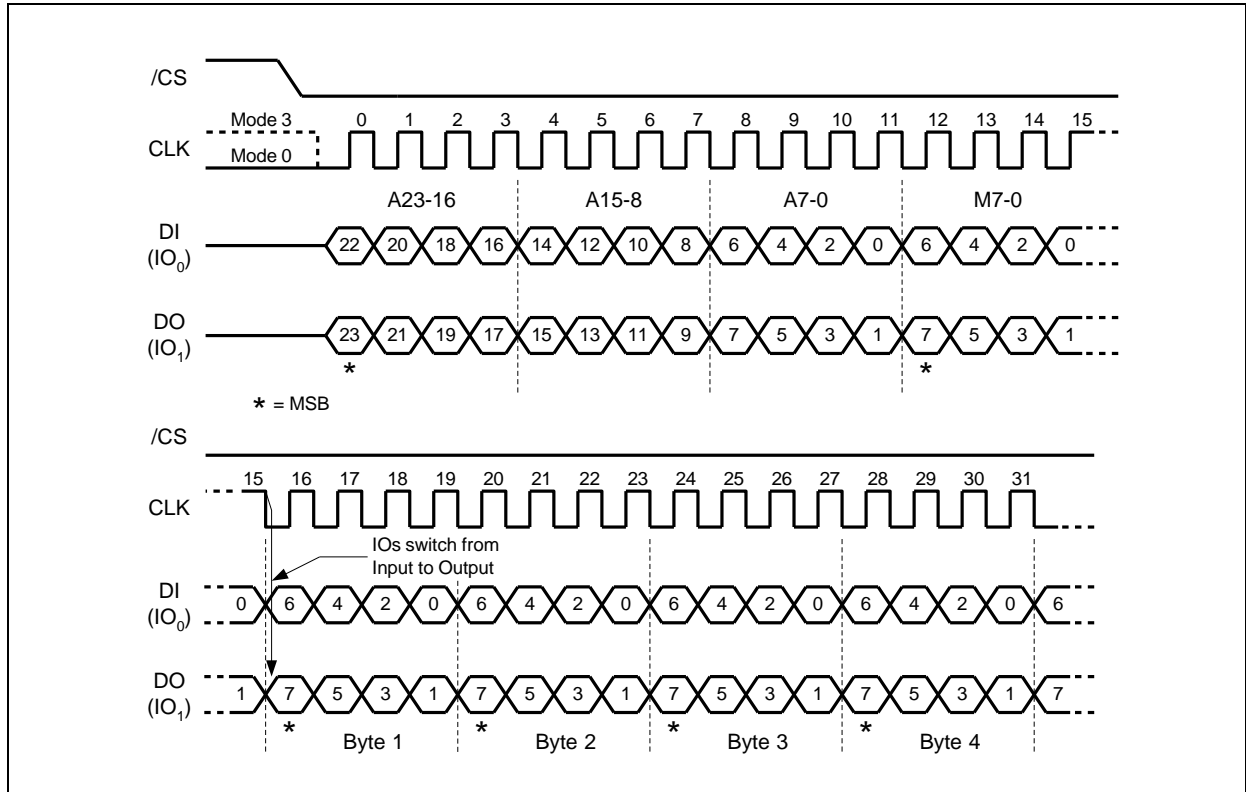 /CS
Mode 3 0 1 2 3 4 5 6 7 8 9 10 11 12 13 14 15
CLK
Mode 0
A23-16 A15-8 A7-0 M7-0
DI
(IO0)
22 20 18 16 14 12 10 8 6 4 2 0 6 4 2 0
DO
(IO1)
23 21 19 17 15 13 11 9 7 5 3 1 7 5 3 1
* *
* = MSB
/CS
15 16 17 18 19 20 21 22 23 24 25 26 27 28 29 30 31
CLK
IOs switch from
Input to Output
DI
(IO0)
0 6 4 2 0 6 4 2 0 6 4 2 0 6 4 2 0 6
DO
(IO1)
1 7 5 3 1 7 5 3 1 7 5 3 1 7 5 3 1 7
* * * *
Byte 1 Byte 2 Byte 3 Byte 4